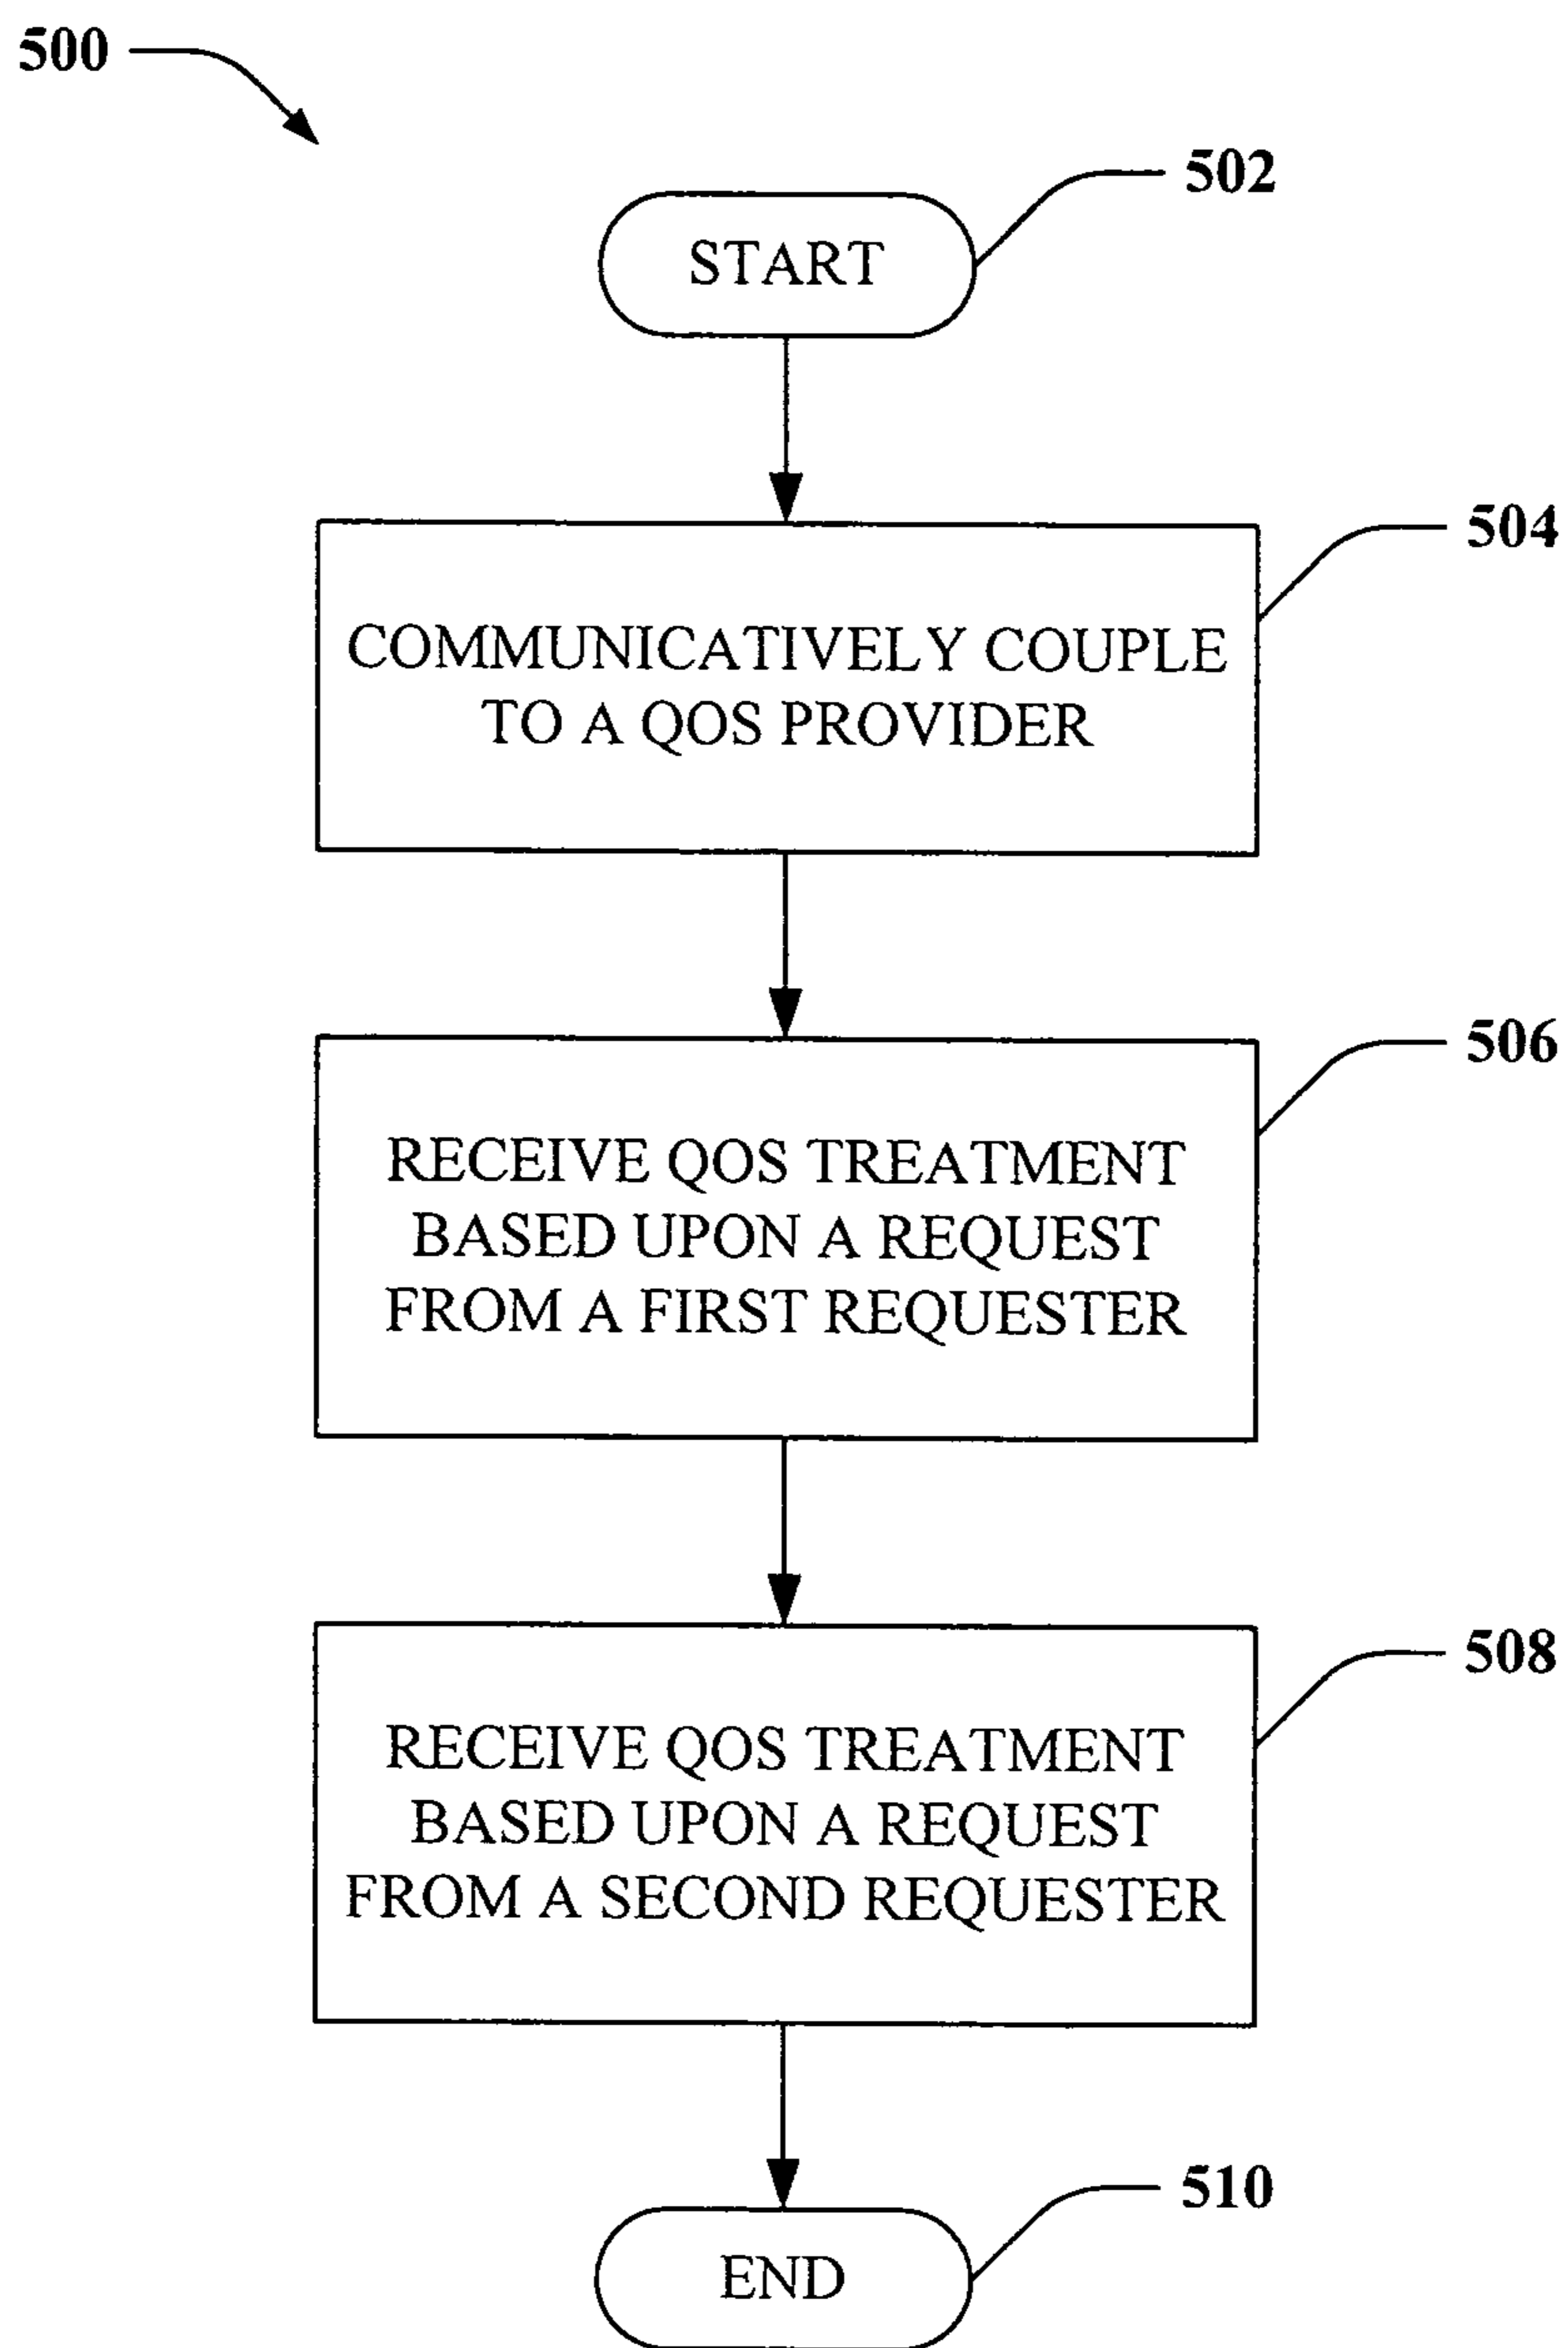 500
502
START
504
COMMUNICATIVELY COUPLE
TO A QOS PROVIDER
506
RECEIVE QOS TREATMENT
BASED UPON A REQUEST
FROM A FIRST REQUESTER
508
RECEIVE QOS TREATMENT
BASED UPON A REQUEST
FROM A SECOND REQUESTER
510
END